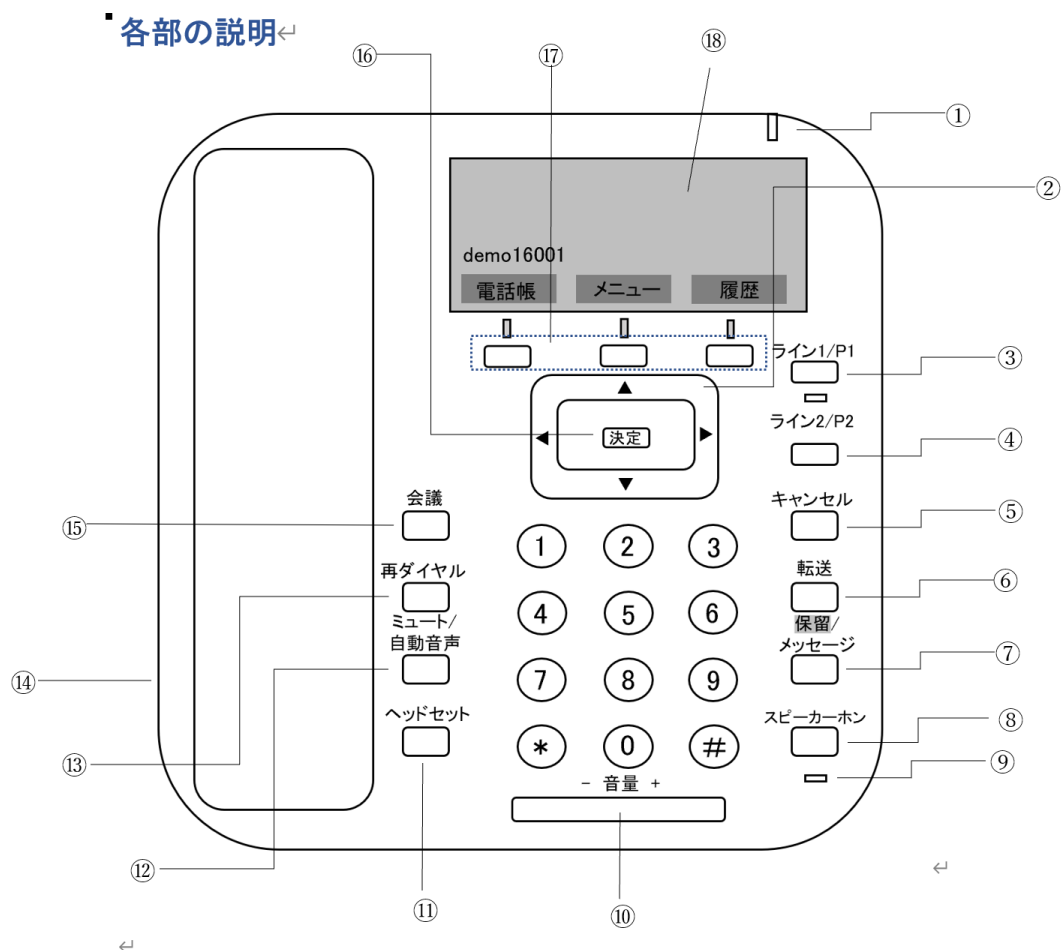 各部の説明
⑱
⑯
⑰
①
②
demo16001
電話帳 メニュー 履歴
ライン1/P1
③
ライン2/P2
④
決定
会議
キャンセル
⑤
⑮
1 2 3
再ダイヤル
転送
⑥
ミュート/
自動音声
4 5 6
保留/
メッセージ
⑦
⑭
7 8 9
ヘッドセット
スピーカーホン
⑧
* 0 #
⑬
⑨
- 音量 +
⑫
⑪
⑩